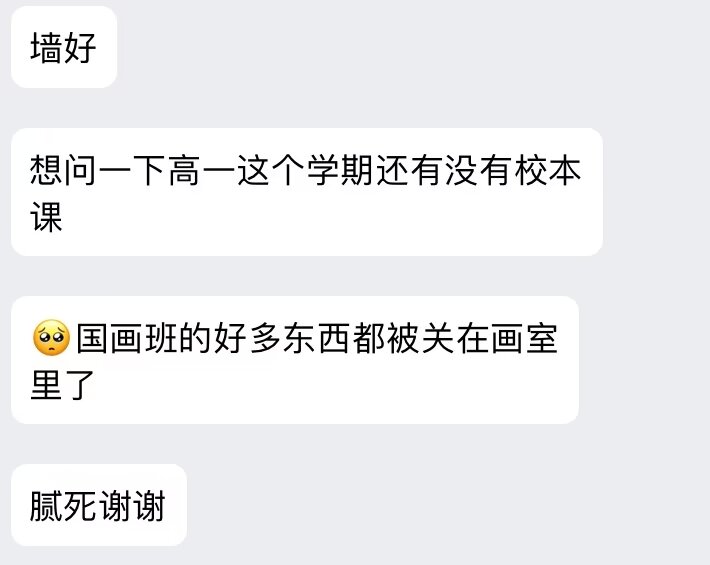 墙好
想问一下高一这个学期还有没有校本
课
🥺国画班的好多东西都被关在画室
里了
腻死谢谢